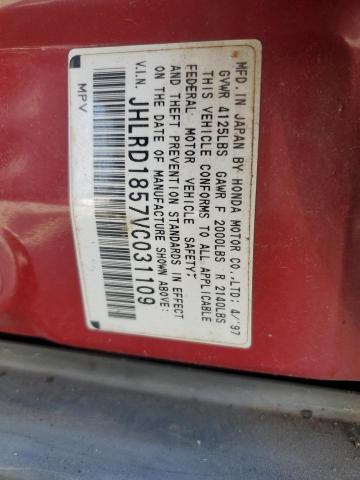 MFD. IN JAPAN BY HONDA MOTOR CO.,LTD; 4/'97
GVWR 4125LBS GAWR F 2000LBS R 2140LBS
THIS VEHICLE CONFORMS TO ALL APPLICABLE
FEDERAL MOTOR VEHICLE SAFETY,
AND THEFT PREVENTION STANDARDS IN EFFECT
ON THE DATE OF MANUFACTURE SHOWN ABOVE:
V.I.N. JHLRD1857VC031109
MPV